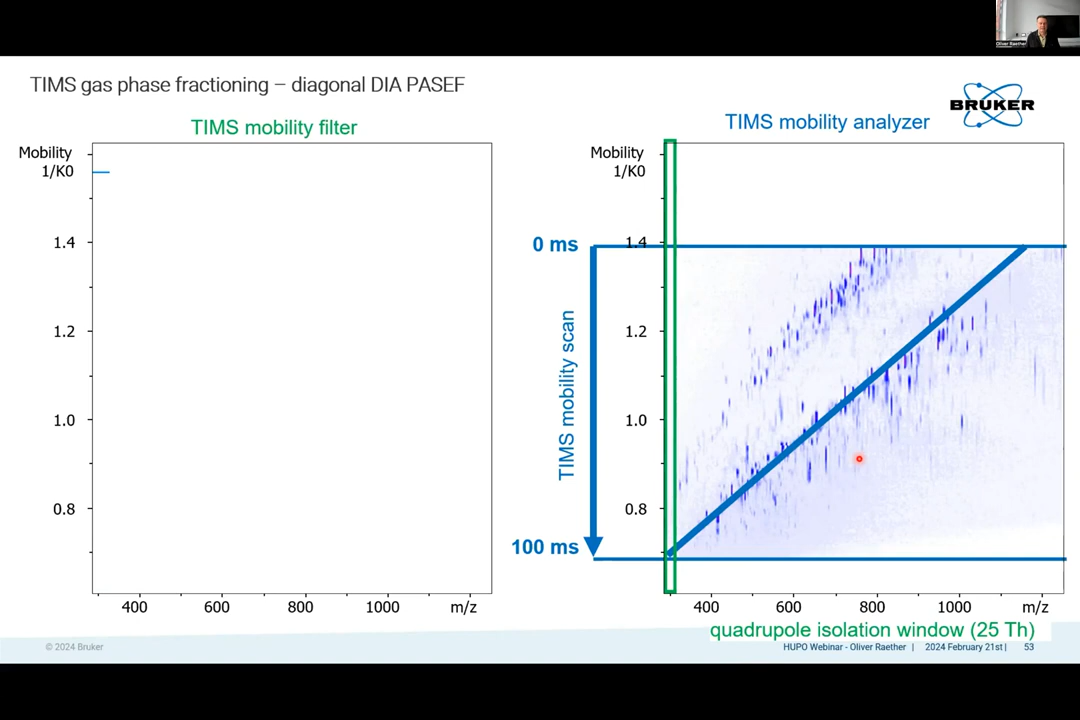 Oliver Raether
TIMS gas phase fractioning – diagonal DIA PASEF
BRUKER
TIMS mobility filter
Mobility
1/K0
1.4
1.2
1.0
0.8
400
600
800
1000
m/z
TIMS mobility analyzer
Mobility
1/K0
1.4
1.2
1.0
0.8
0 ms
TIMS mobility scan
100 ms
400
600
800
1000
m/z
quadrupole isolation window (25 Th)
© 2024 Bruker
HUPO Webinar - Oliver Raether | 2024 February 21st | 53